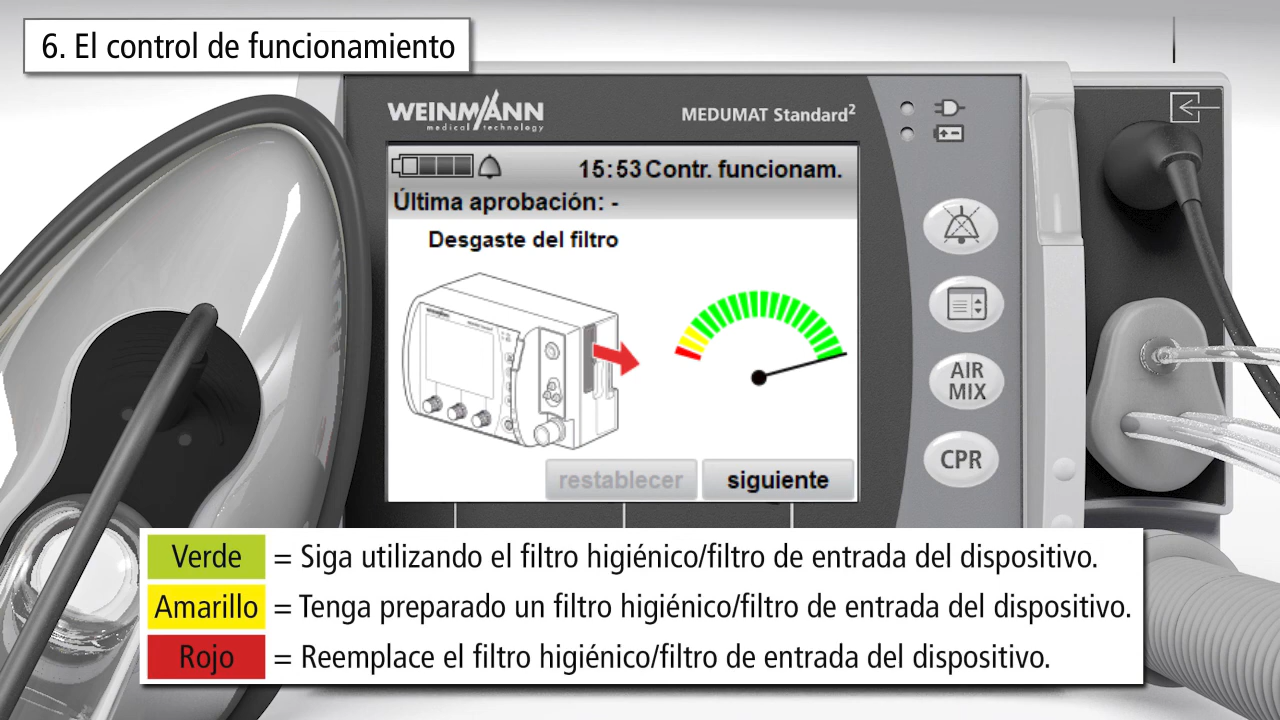 6. El control de funcionamiento
WEINMANN
medical technology
MEDUMAT Standard²
15:53 Contr. funcionam.
Última aprobación: -
Desgaste del filtro
restablecer
siguiente
AIR
MIX
CPR
Verde = Siga utilizando el filtro higiénico/filtro de entrada del dispositivo.
Amarillo = Tenga preparado un filtro higiénico/filtro de entrada del dispositivo.
Rojo = Reemplace el filtro higiénico/filtro de entrada del dispositivo.